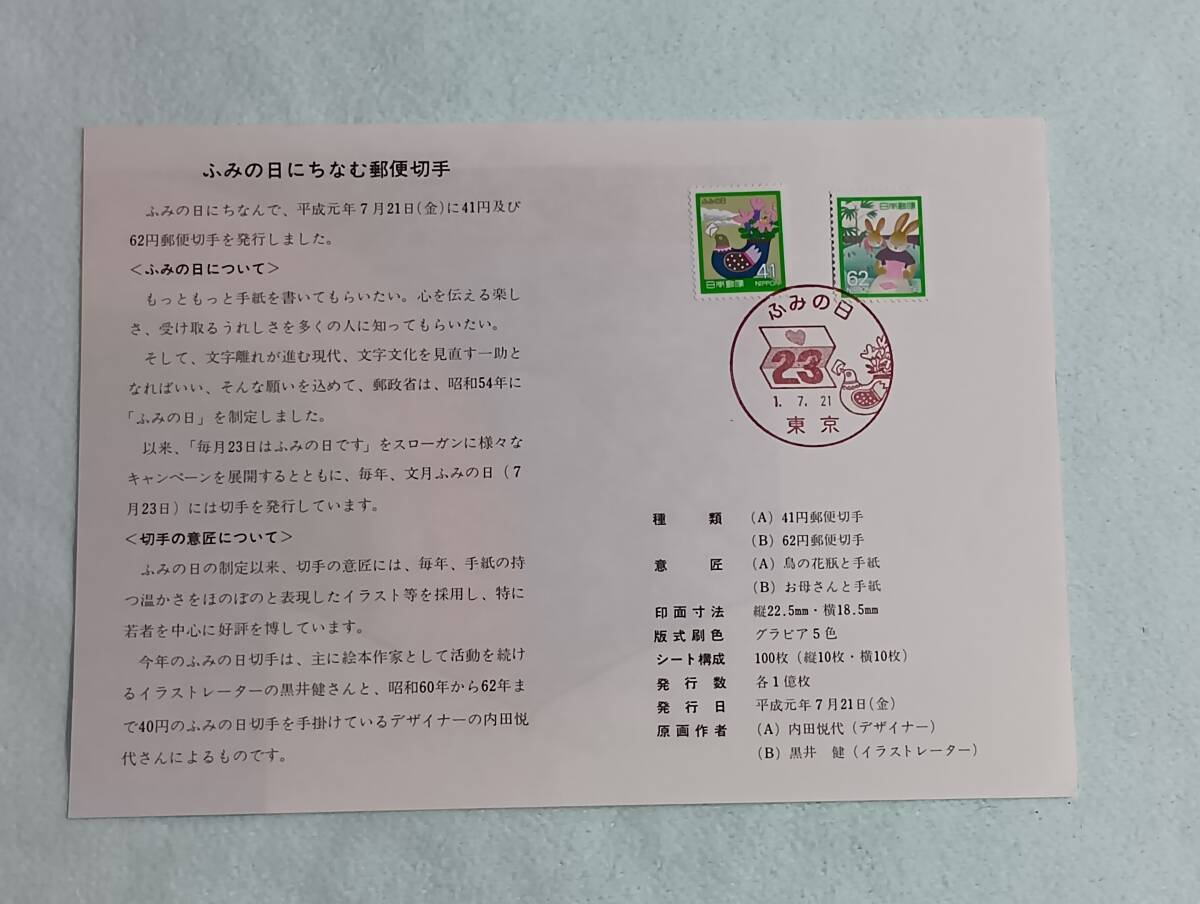 ふみの日にちなむ郵便切手
ふみの日にちなんで、平成元年7月21日(金)に41円及び
62円郵便切手を発行しました。
＜ふみの日について＞
もっともっと手紙を書いてもらいたい。心を伝える楽し
さ、受け取るうれしさを多くの人に知ってもらいたい。
そして、文字離れが進む現代、文字文化を見直す一助と
なればいい、そんな願いを込めて、郵政省は、昭和54年に
「ふみの日」を制定しました。
以来、「毎月23日はふみの日です」をスローガンに様々な
キャンペーンを展開するとともに、毎年、文月ふみの日（7
月23日）には切手を発行しています。
＜切手の意匠について＞
ふみの日の制定以来、切手の意匠には、毎年、手紙の持
つ温かさをほのぼのと表現したイラスト等を採用し、特に
若者を中心に好評を博しています。
今年のふみの日切手は、主に絵本作家として活動を続け
るイラストレーターの黒井健さんと、昭和60年から62年ま
で40円のふみの日切手を手掛けているデザイナーの内田悦
代さんによるものです。
ふみの日
41
日本郵便 NIPPON
日本郵便
62
NIPPON
ふみの日
23
1. 7. 21
東京
種類 （A）41円郵便切手
（B）62円郵便切手
意匠 （A）鳥の花瓶と手紙
（B）お母さんと手紙
印面寸法 縦22.5mm・横18.5mm
版式刷色 グラビア5色
シート構成 100枚（縦10枚・横10枚）
発行数 各1億枚
発行日 平成元年7月21日(金)
原画作者 （A）内田悦代（デザイナー）
（B）黒井 健（イラストレーター）